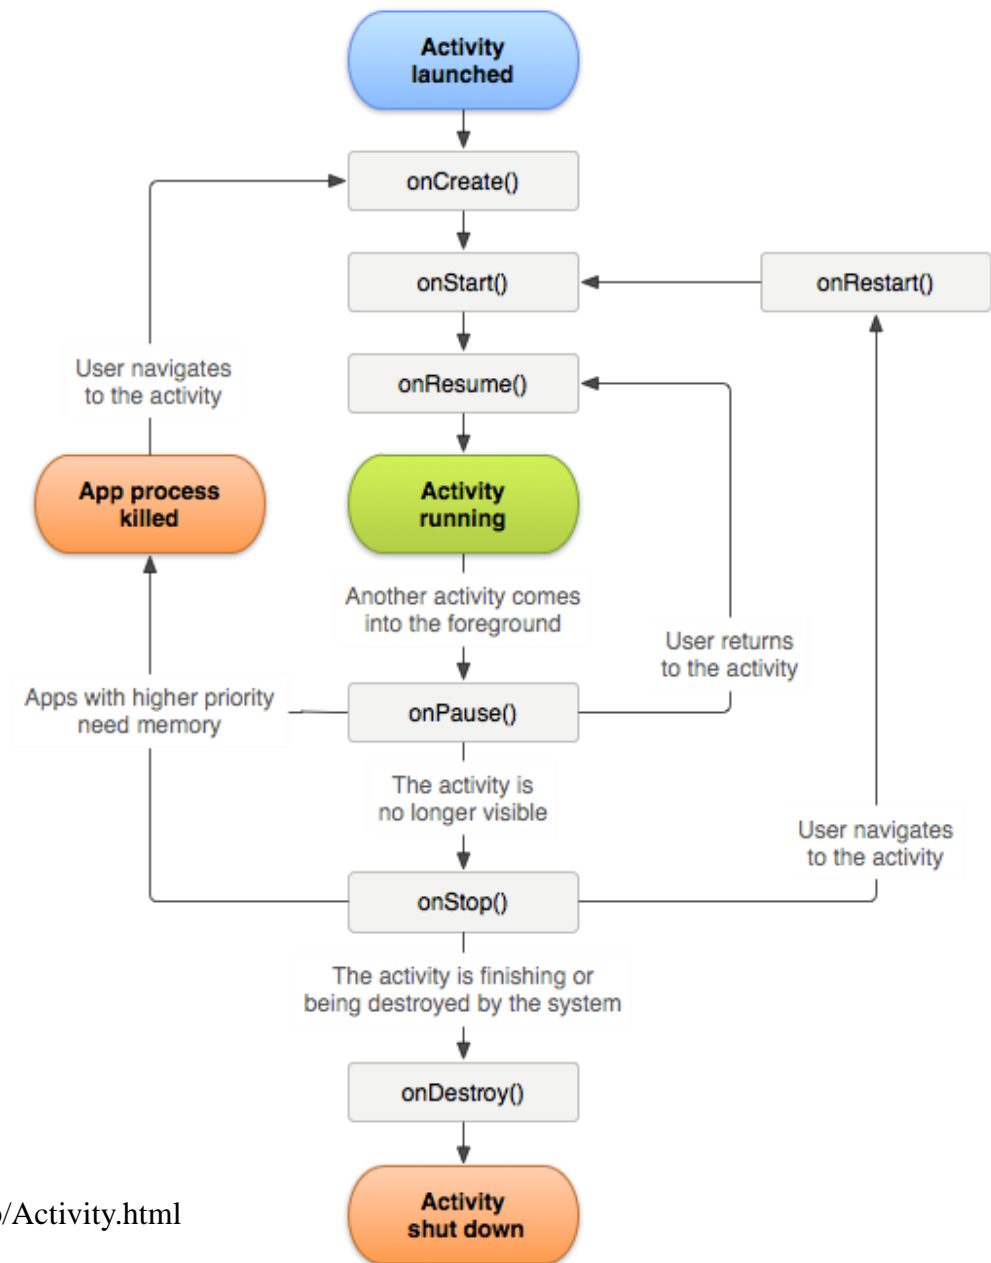 Activity
launched
onCreate()
onStart()
onRestart()
User navigates
to the activity
onResume()
App process
killed
Activity
running
Another activity comes
into the foreground
User returns
to the activity
Apps with higher priority
need memory
onPause()
The activity is
no longer visible
User navigates
to the activity
onStop()
The activity is finishing or
being destroyed by the system
onDestroy()
Activity
shut down
/Activity.html